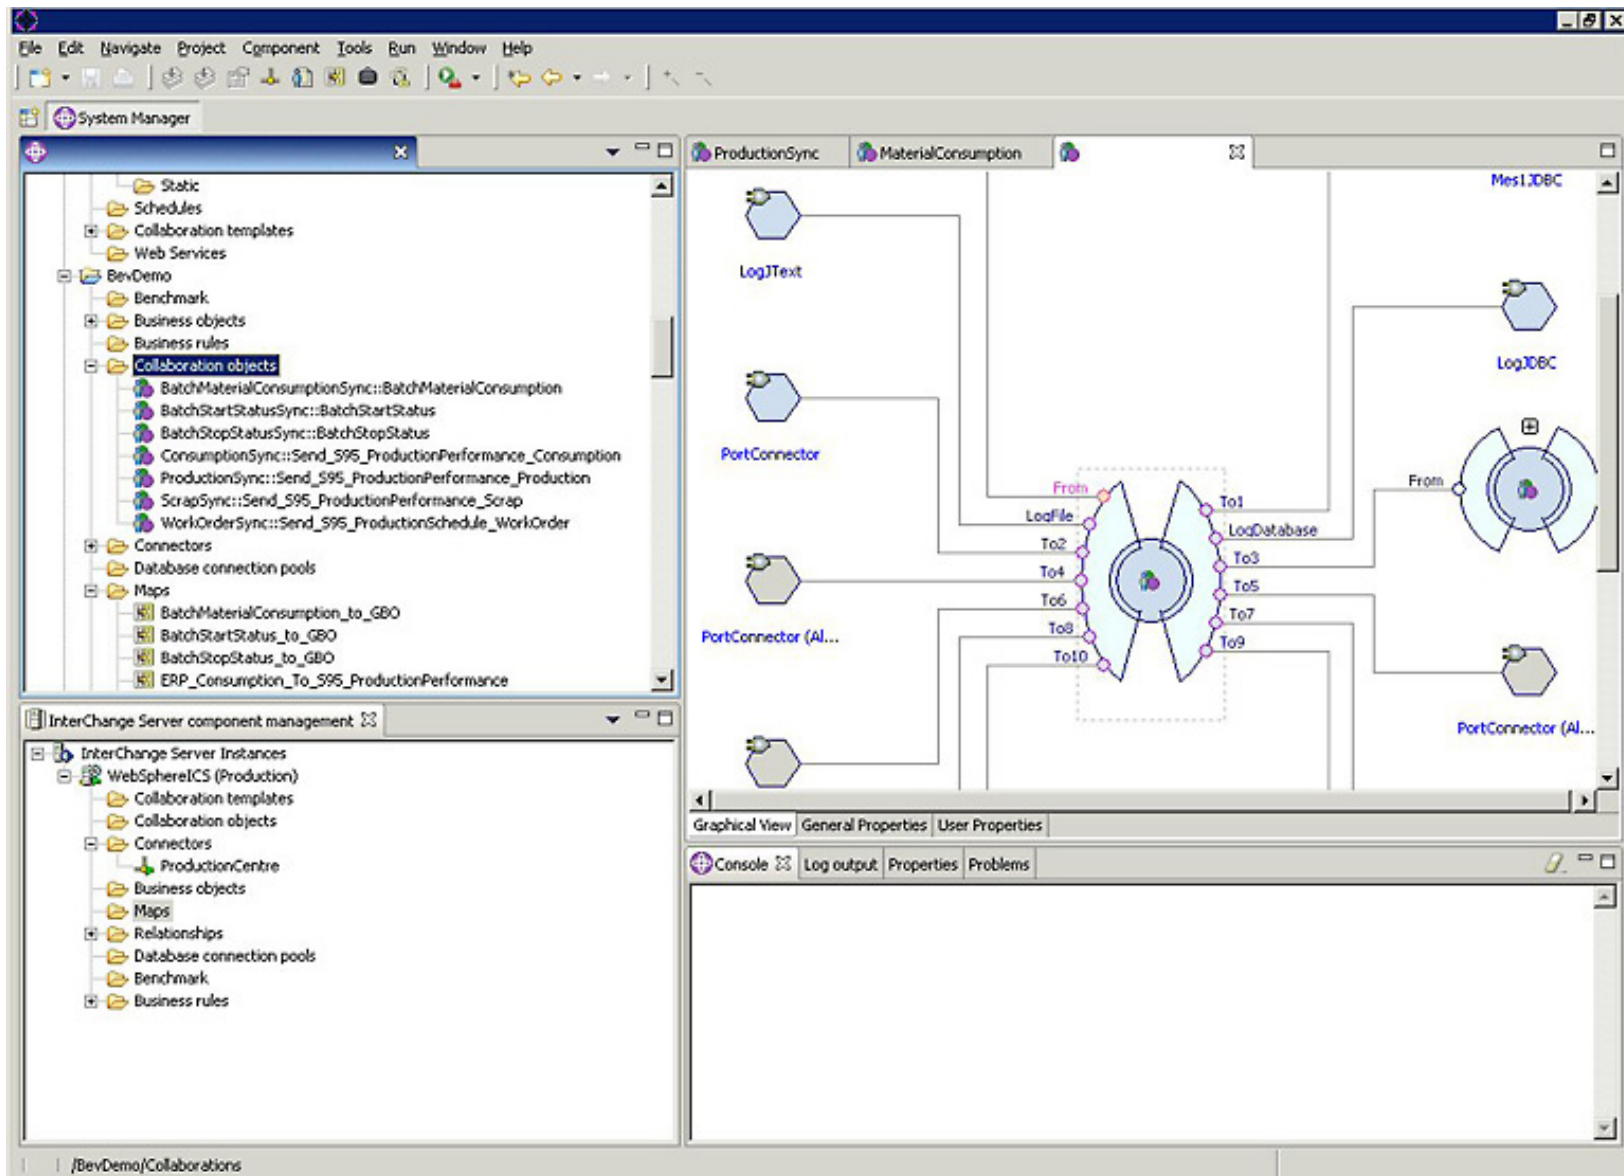 File Edit Navigate Project Component Tools Run Window Help
System Manager
Static
Schedules
Collaboration templates
Web Services
BevDemo
Benchmark
Business objects
Business rules
Collaboration objects
BatchMaterialConsumptionSync::BatchMaterialConsumption
BatchStartStatusSync::BatchStartStatus
BatchStopStatusSync::BatchStopStatus
ConsumptionSync::Send_S95_ProductionPerformance_Consumption
ProductionSync::Send_S95_ProductionPerformance_Production
ScrapSync::Send_S95_ProductionPerformance_Scrap
WorkOrderSync::Send_S95_ProductionSchedule_WorkOrder
Connectors
Database connection pools
Maps
BatchMaterialConsumption_to_GBO
BatchStartStatus_to_GBO
BatchStopStatus_to_GBO
ERP_Consumption_To_S95_ProductionPerformance
InterChange Server component management
InterChange Server Instances
WebSphereICS (Production)
Collaboration templates
Collaboration objects
Connectors
ProductionCentre
Business objects
Maps
Relationships
Database connection pools
Benchmark
Business rules
ProductionSync MaterialConsumption
Mes1JDBC
LogJText
LogJDBC
PortConnector
From
From
To1
LogFile
LogDatabase
To2
To3
To4
To5
To6
To7
To8
To9
To10
PortConnector (Al...
PortConnector (Al...
Graphical View General Properties User Properties
Console Log output Properties Problems
/BevDemo/Collaborations